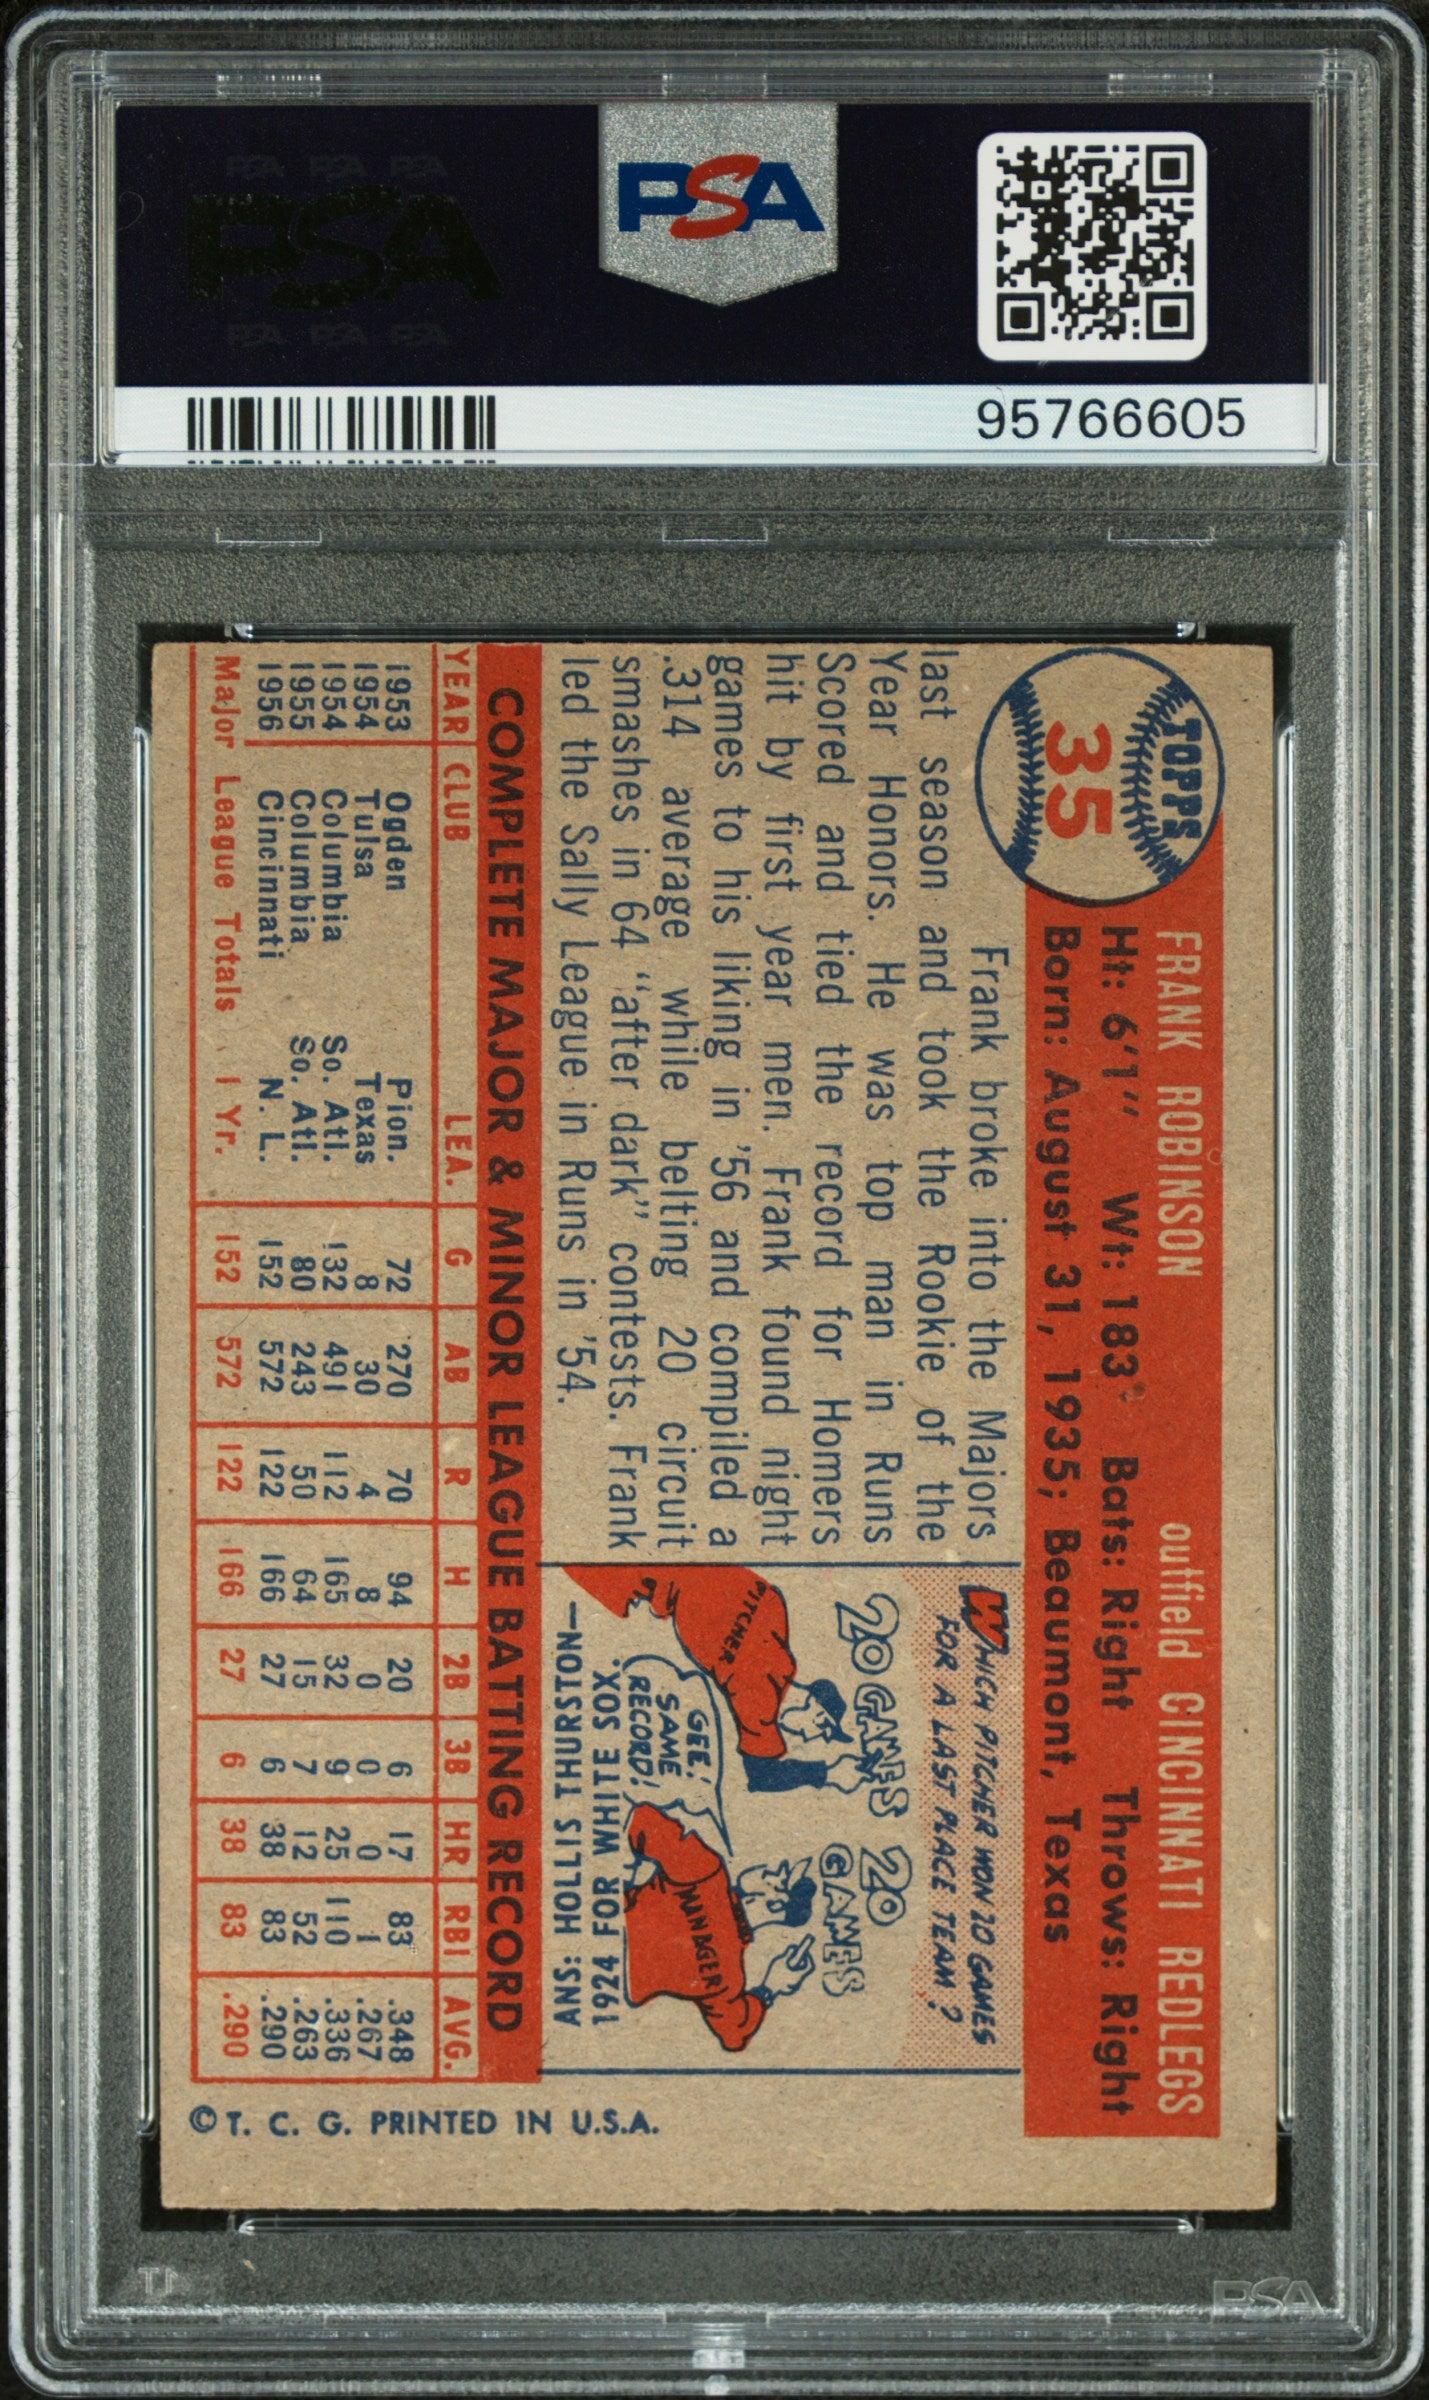 PSA PSA PSA
PSA
PSA PSA PSA
PSA
95766605
TOPPS
35
FRANK ROBINSON outfield CINCINNATI REDLEGS
Ht: 6'1" Wt: 183 Bats: Right Throws: Right
Born: August 31, 1935; Beaumont, Texas
Frank broke into the Majors
last season and took the Rookie of the
Year Honors. He was top man in Runs
Scored and tied the record for Homers
hit by first year men. Frank found night
games to his liking in '56 and compiled a
.314 average while belting 20 circuit
smashes in 64 "after dark" contests. Frank
led the Sally League in Runs in '54.
WHICH PITCHER WON 20 GAMES
FOR A LAST PLACE TEAM?
20 GAMES
20 GAMES
PITCHER
GEE!
SAME
RECORD!
MANAGER
ANS: HOLLIS THURSTON—
1924 FOR WHITE SOX.
COMPLETE MAJOR & MINOR LEAGUE BATTING RECORD
YEAR CLUB LEA. G AB R H 2B 3B HR RBI AVG.
1953 Ogden Pion. 72 270 70 94 20 6 17 83 .348
1954 Tulsa Texas 8 30 4 8 0 0 0 1 .267
1954 Columbia So. Atl. 132 491 112 165 32 9 25 110 .336
1955 Columbia So. Atl. 80 243 50 64 15 7 12 52 .263
1956 Cincinnati N. L. 152 572 122 166 27 6 38 83 .290
Major League Totals 1 Yr. 152 572 122 166 27 6 38 83 .290
© T. C. G. PRINTED IN U.S.A.
PSA